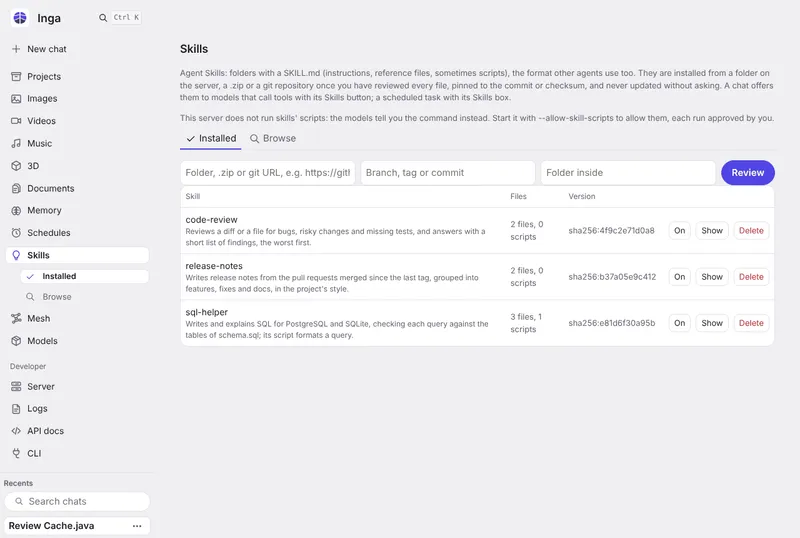 Inga
Ctrl K
New chat
Projects
Images
Videos
Music
3D
Documents
Memory
Schedules
Skills
Installed
Browse
Mesh
Models
Developer
Server
Logs
API docs
CLI
Recents
Search chats
Review Cache.java
Skills
Agent Skills: folders with a SKILL.md (instructions, reference files, sometimes scripts), the format other agents use too. They are installed from a folder on
the server, a .zip or a git repository once you have reviewed every file, pinned to the commit or checksum, and never updated without asking. A chat offers
them to models that call tools with its Skills button; a scheduled task with its Skills box.
This server does not run skills' scripts: the models tell you the command instead. Start it with --allow-skill-scripts to allow them, each run approved by you.
Installed
Browse
Folder, .zip or git URL, e.g. https://gitl
Branch, tag or commit
Folder inside
Review
Skill
Files
Version
code-review
Reviews a diff or a file for bugs, risky changes and missing tests, and answers with a
short list of findings, the worst first.
2 files, 0
scripts
sha256:4f9c2e71d0a8
On
Show
Delete
release-notes
Writes release notes from the pull requests merged since the last tag, grouped into
features, fixes and docs, in the project's style.
2 files, 0
scripts
sha256:b37a05e9c412
On
Show
Delete
sql-helper
Writes and explains SQL for PostgreSQL and SQLite, checking each query against the
tables of schema.sql; its script formats a query.
3 files, 1
scripts
sha256:e81d6f30a95b
On
Show
Delete